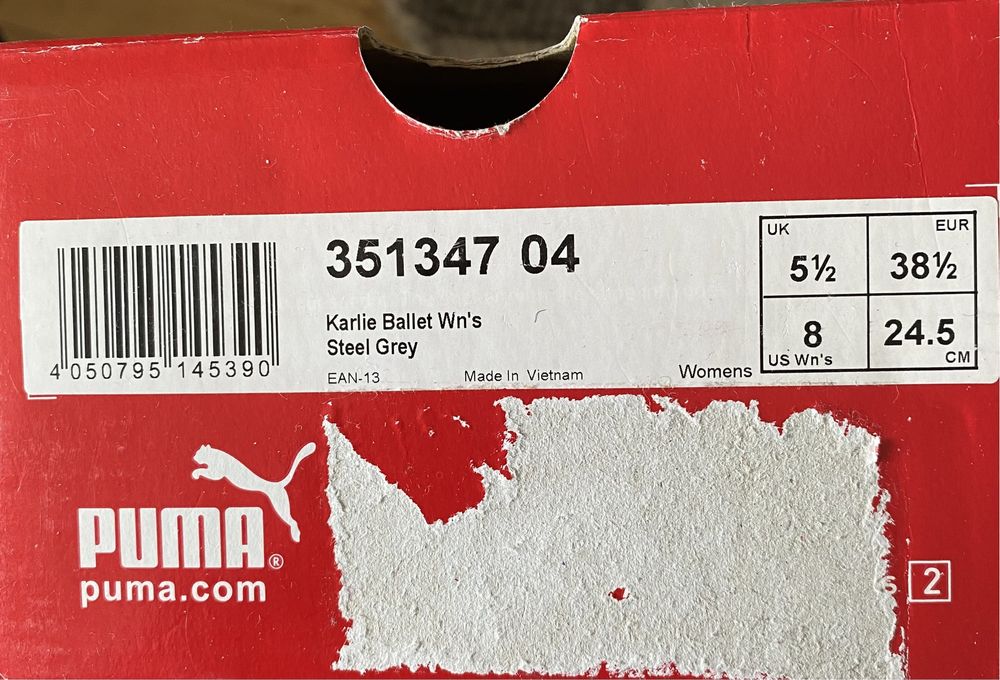 351347 04
Karlie Ballet Wn's
Steel Grey
4 050795 145390
EAN-13 Made In Vietnam Womens
UK 5½
EUR 38½
8 US Wn's
24.5 CM
PUMA®
puma.com
s 2